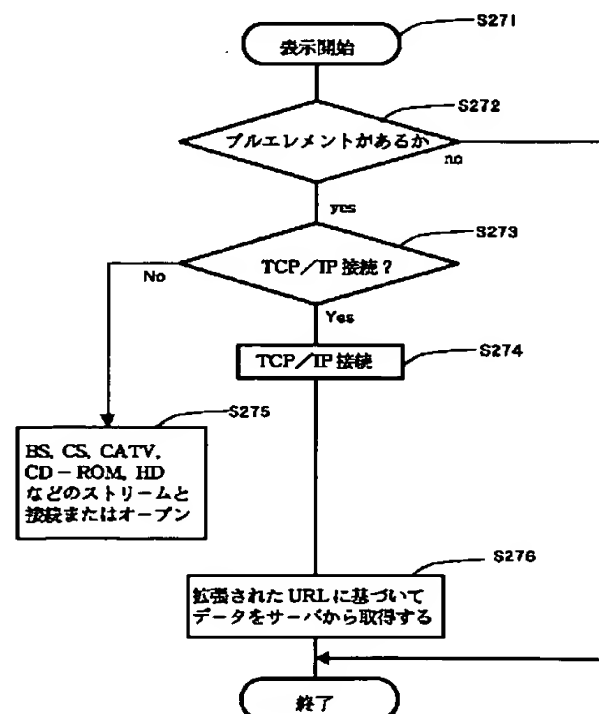 S271
表示開始
S272
プルエレメントがあるか
no
yes
S273
TCP/IP 接続?
No
Yes
S274
TCP/IP 接続
S275
BS, CS, CATV,
CD-ROM, HD
などのストリームと
接続またはオープン
S276
拡張された URL に基づいて
データをサーバから取得する
終了